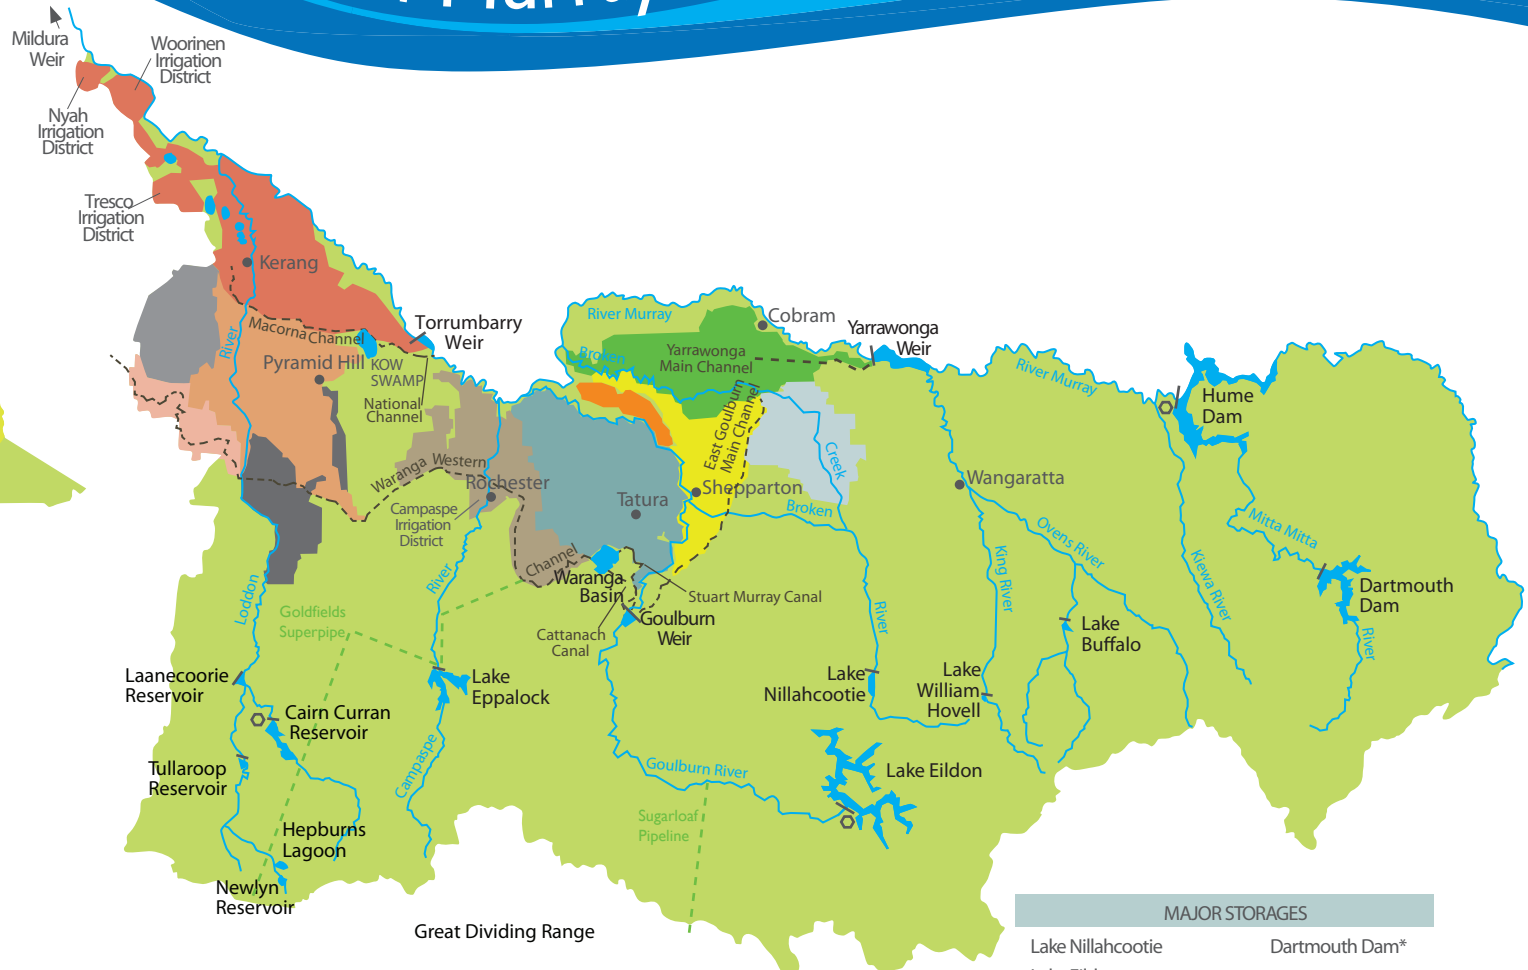 Mildura
Weir
Woorinen
Irrigation
District
Nyah
Irrigation
District
Tresco
Irrigation
District
Kerang
Macorna Channel
River
Pyramid Hill
KOW
SWAMP
Torrumbarry
Weir
National
Channel
River Murray
Broken
Cobram
Yarrawonga
Main Channel
Yarrawonga
Weir
River Murray
Hume
Dam
East Goulburn
Main Channel
Creek
Waranga Western
Rochester
Campaspe
Irrigation
District
Tatura
Shepparton
Broken
Wangaratta
Ovens River
King River
Mitta Mitta
Kiewa River
Dartmouth
Dam
River
Channel
Waranga
Basin
Stuart Murray Canal
Cattanach
Canal
Goulburn
Weir
River
Loddon
Goldfields
Superpipe
River
Lake
Buffalo
Laanecoorie
Reservoir
Lake
Eppalock
Lake
Nillahcootie
Lake
William
Hovell
Cairn Curran
Reservoir
Tullaroop
Reservoir
Campaspe
Goulburn River
Lake Eildon
Sugarloaf
Pipeline
Hepburns
Lagoon
Newlyn
Reservoir
Great Dividing Range
MAJOR STORAGES
Lake Nillahcootie
Dartmouth Dam*